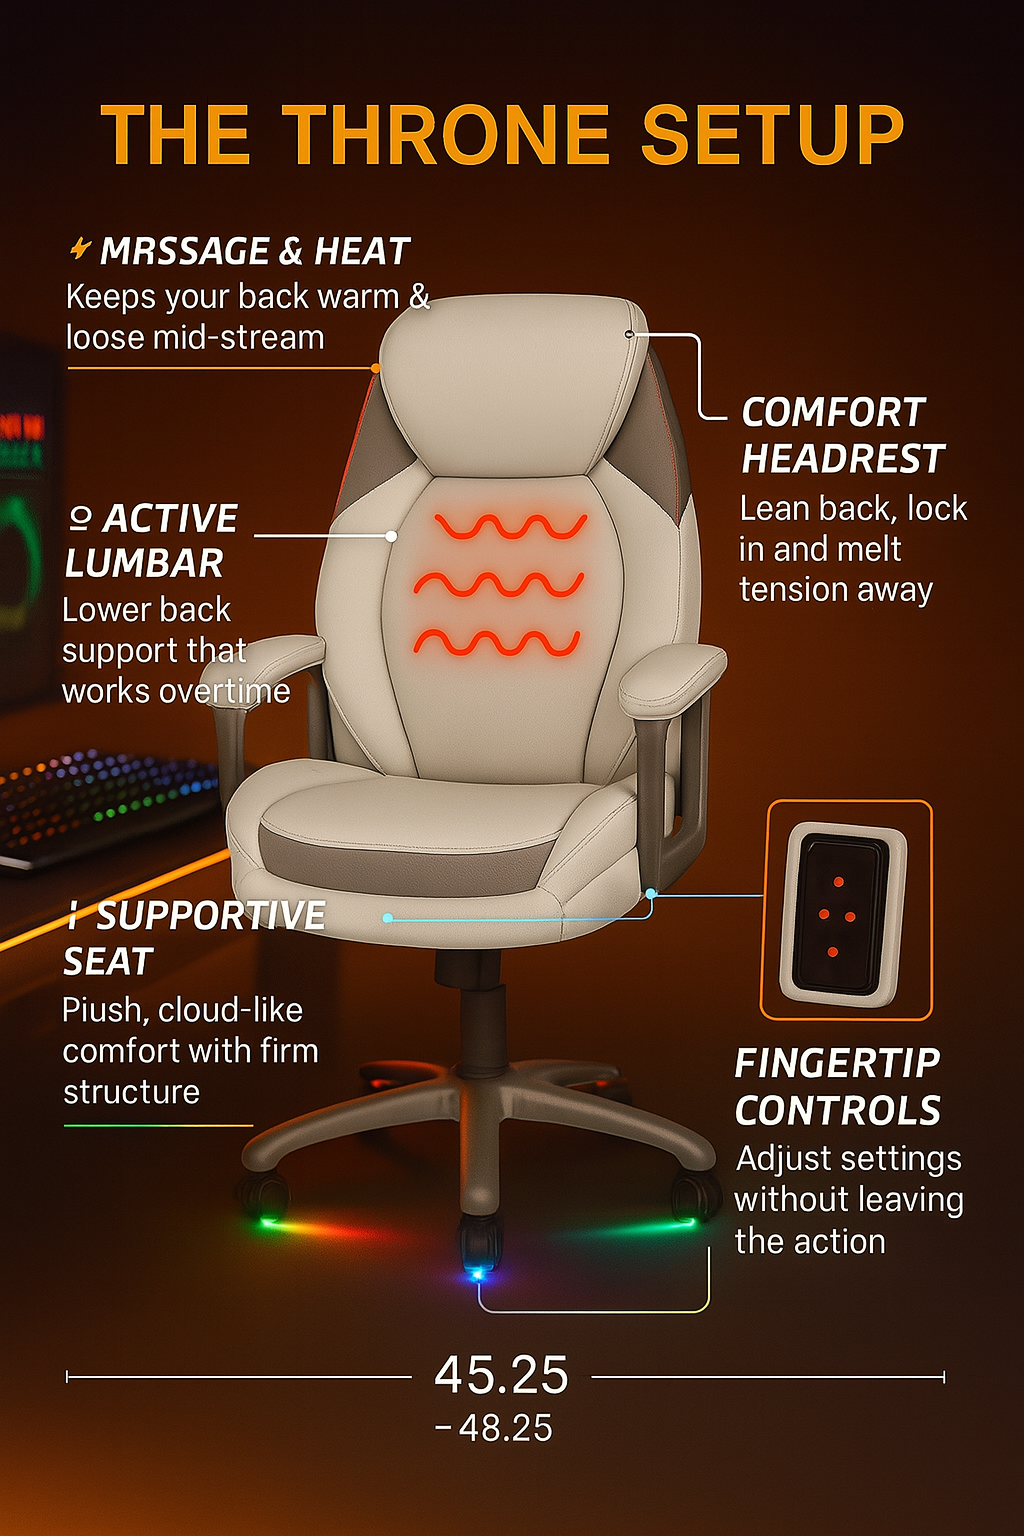 THE THRONE SETUP
MRSSAGE & HEAT
Keeps your back warm &
loose mid-stream
COMFORT
HEADREST
Lean back, lock
in and melt
tension away
ACTIVE
LUMBAR
Lower back
support that
works overtime
SUPPORTIVE
SEAT
Piush, cloud-like
comfort with firm
structure
FINGERTIP
CONTROLS
Adjust settings
without leaving
the action
45.25
–48.25